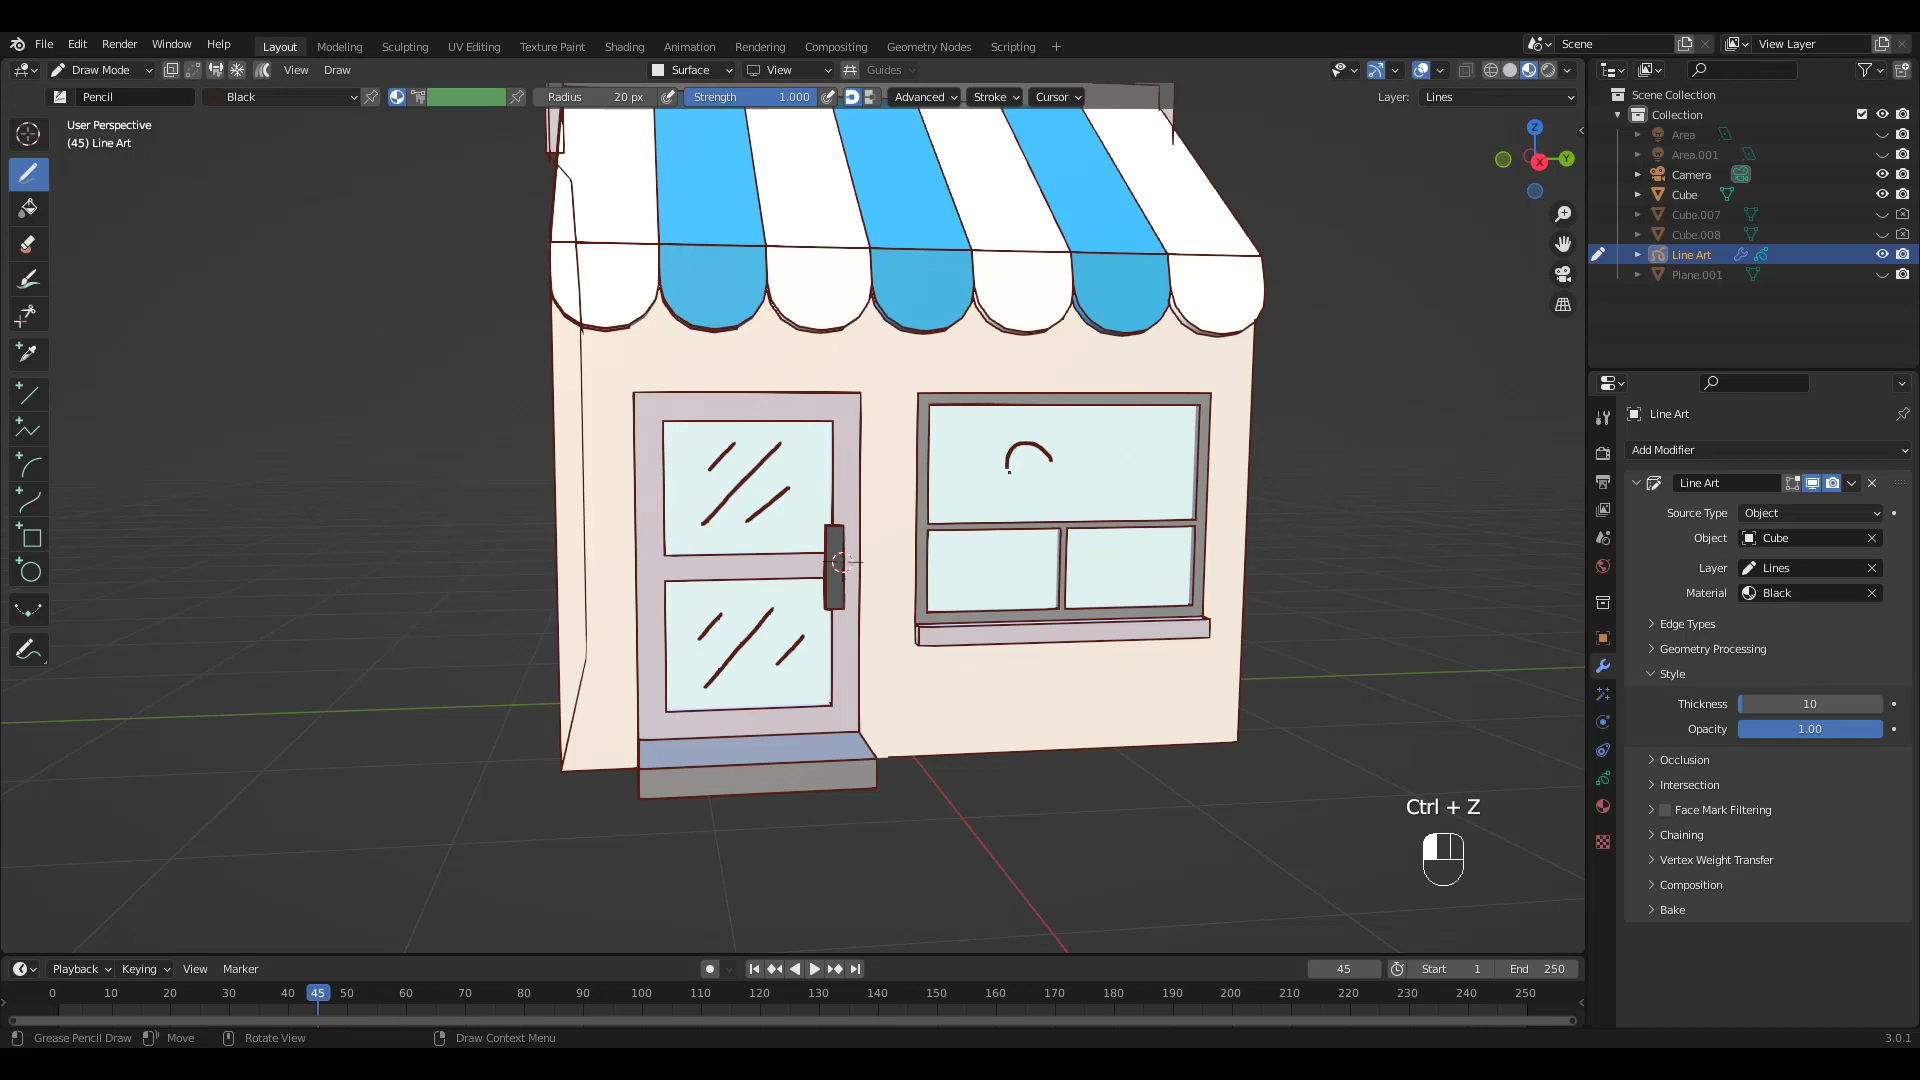 File Edit Render Window Help Layout Modeling Sculpting UV Editing Texture Paint Shading Animation Rendering Compositing Geometry Nodes Scripting + Scene View Layer
Draw Mode View Draw Surface View Guides
Pencil Black Radius 20 px Strength 1.000 Advanced Stroke Cursor Layer: Lines
User Perspective
(45) Line Art
Z
Y
X
Scene Collection
Collection
Area
Area.001
Camera
Cube
Cube.007
Cube.008
Line Art
Plane.001
Line Art
Add Modifier
Line Art
Source Type Object
Object Cube
Layer Lines
Material Black
Edge Types
Geometry Processing
Style
Thickness 10
Opacity 1.00
Occlusion
Intersection
Face Mark Filtering
Chaining
Vertex Weight Transfer
Composition
Bake
Ctrl + Z
Playback Keying View Marker 45 Start 1 End 250
0 10 20 30 40 45 50 60 70 80 90 100 110 120 130 140 150 160 170 180 190 200 210 220 230 240 250
Grease Pencil Draw Move Rotate View Draw Context Menu 3.0.1